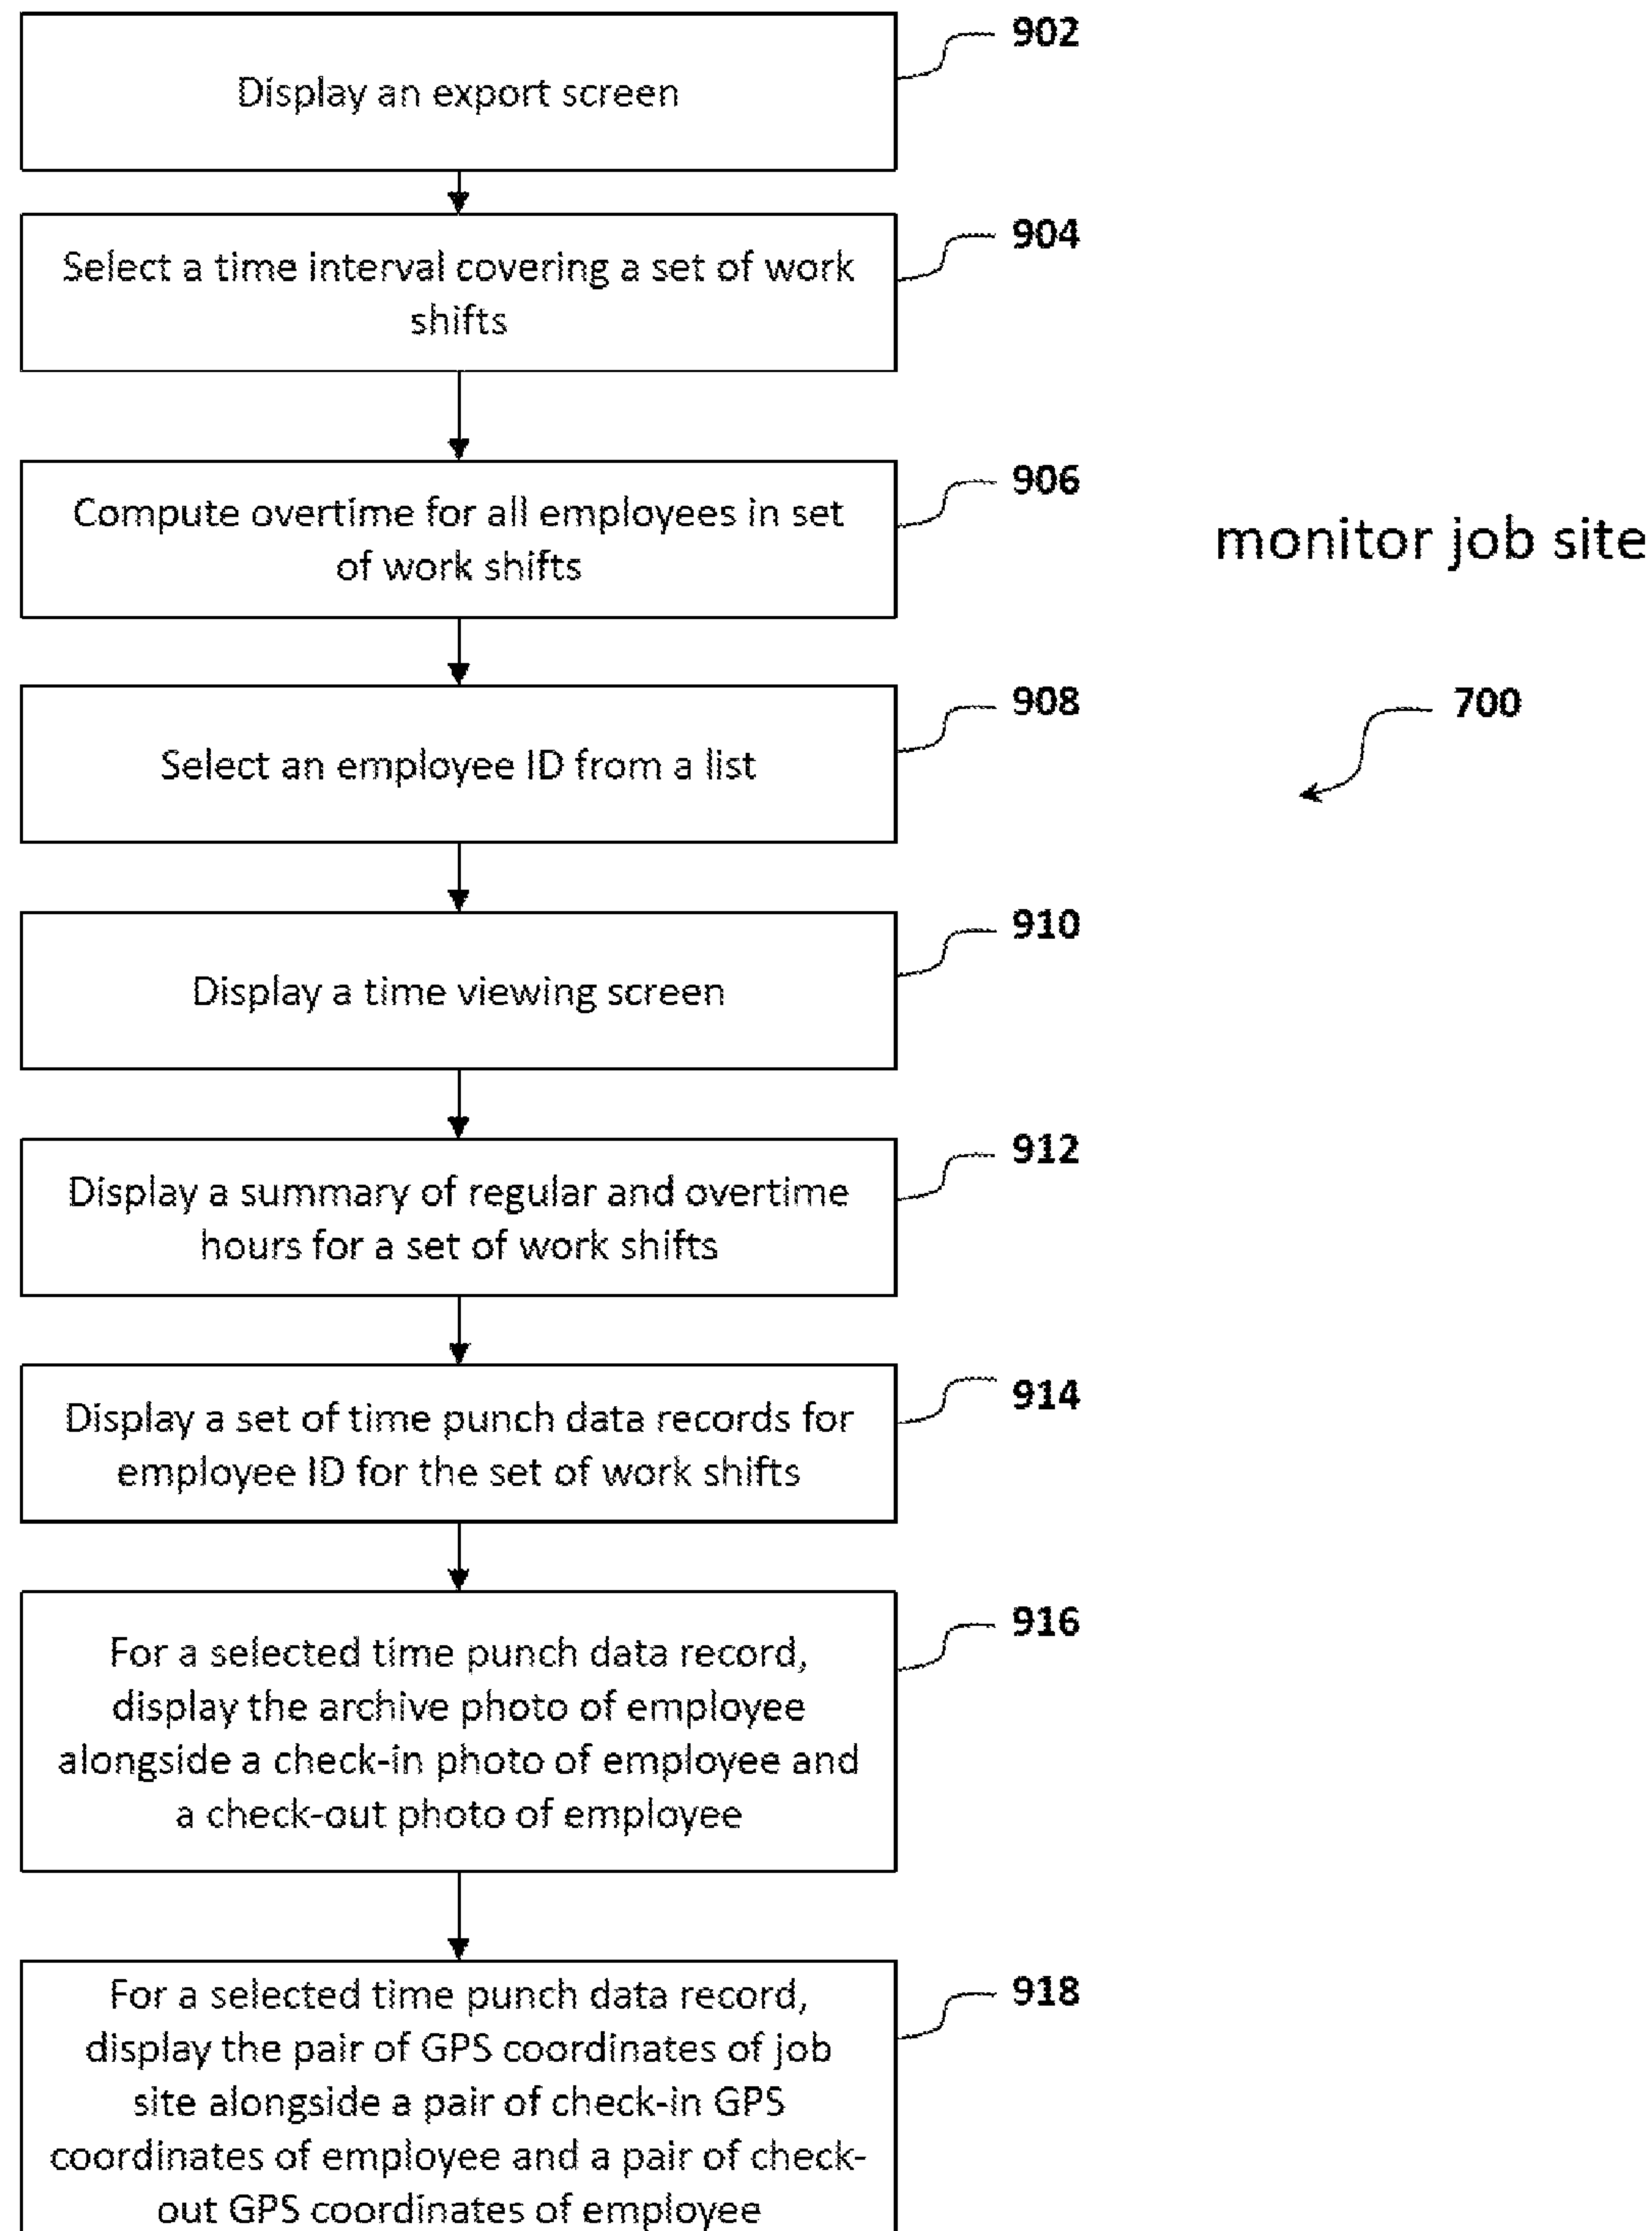 902
Display an export screen
904
Select a time interval covering a set of work
shifts
906
Compute overtime for all employees in set
of work shifts
monitor job site
908
700
Select an employee ID from a list
910
Display a time viewing screen
912
Display a summary of regular and overtime
hours for a set of work shifts
914
Display a set of time punch data records for
employee ID for the set of work shifts
916
For a selected time punch data record,
display the archive photo of employee
alongside a check-in photo of employee and
a check-out photo of employee
918
For a selected time punch data record,
display the pair of GPS coordinates of job
site alongside a pair of check-in GPS
coordinates of employee and a pair of check-
out GPS coordinates of employee